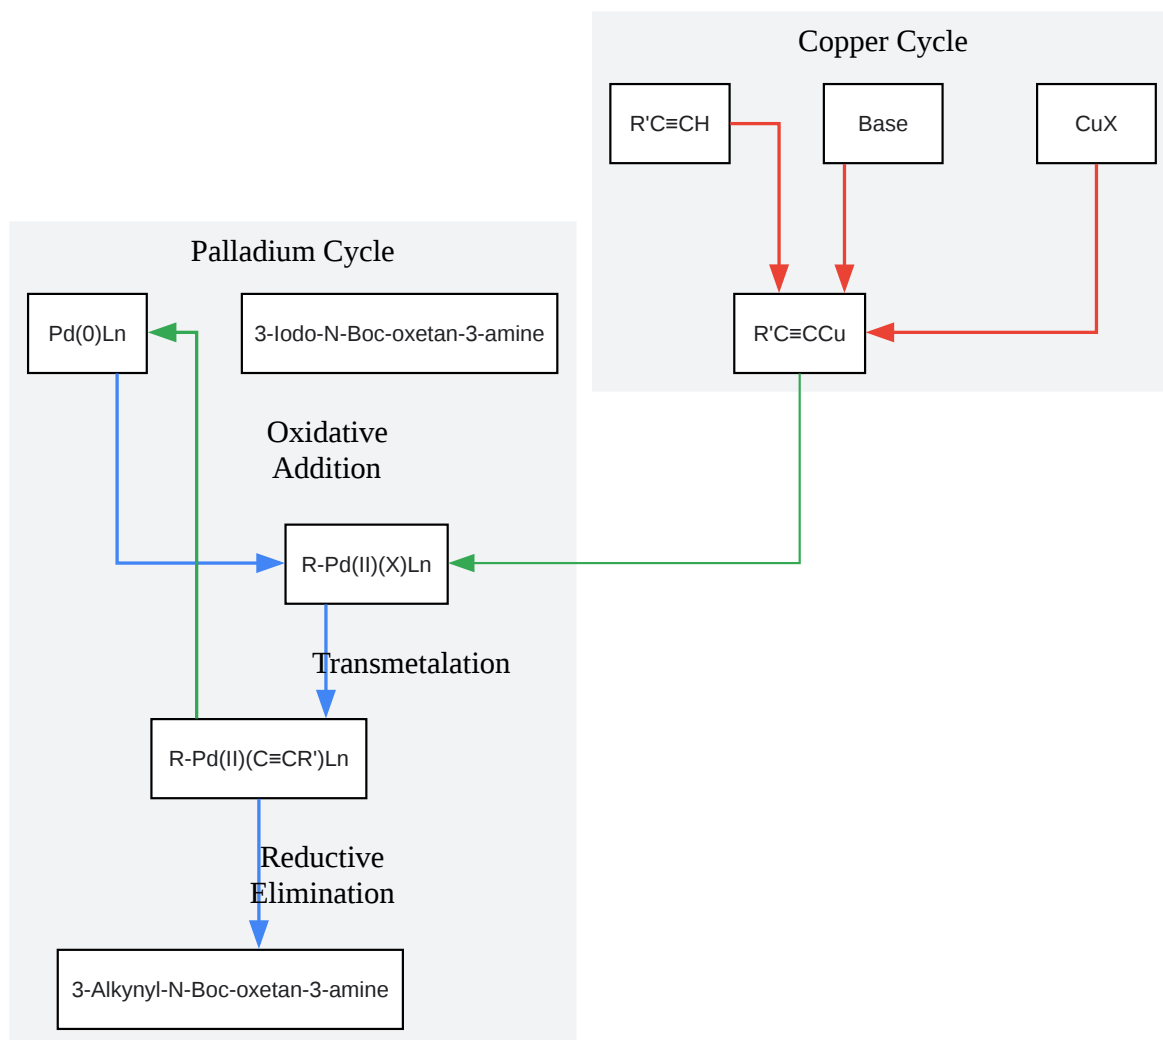 Copper Cycle
R'C≡CH
Base
CuX
Palladium Cycle
Pd(0)Ln
3-Iodo-N-Boc-oxetan-3-amine
R'C≡CCu
Oxidative
Addition
R-Pd(II)(X)Ln
Transmetalation
R-Pd(II)(C≡CR')Ln
Reductive
Elimination
3-Alkynyl-N-Boc-oxetan-3-amine